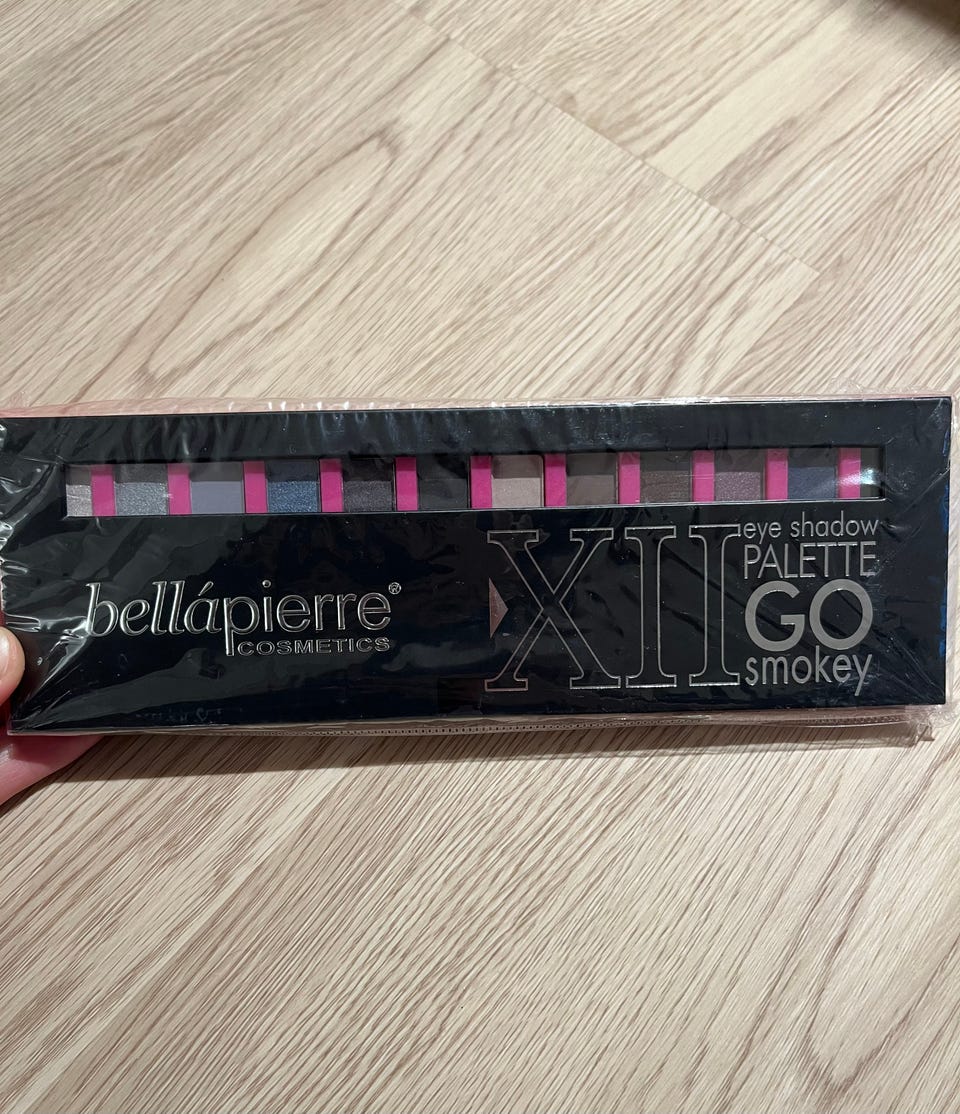 bellápierre®
COSMETICS
XII
eye shadow
PALETTE
GO
smokey